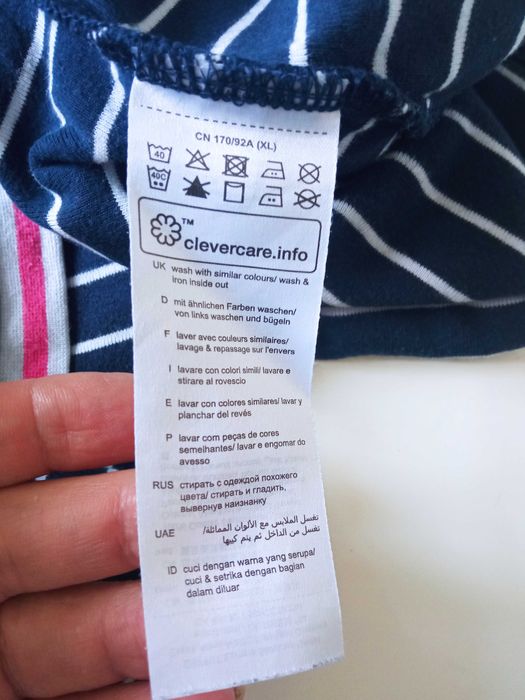 CN 170/92A (XL)
40
40C
™
clevercare.info
UK wash with similar colours/ wash &
iron inside out
D mit ähnlichen Farben waschen/
von links waschen und bügeln
F laver avec couleurs similaires/
lavage & repassage sur l'envers
I lavare con colori simili/ lavare e
stirare al rovescio
E lavar con colores similares/ lavar y
planchar del revés
P lavar com peças de cores
semelhantes/ lavar e engomar do
avesso
RUS стирать с одеждой похожего
цвета/ стирать и гладить,
вывернув наизнанку
UAE تغسل الملابس مع الألوان المماثلة/
تغسل من الداخل ثم يتم كيها
ID cuci dengan warna yang serupa/
cuci & setrika dengan bagian
dalam diluar